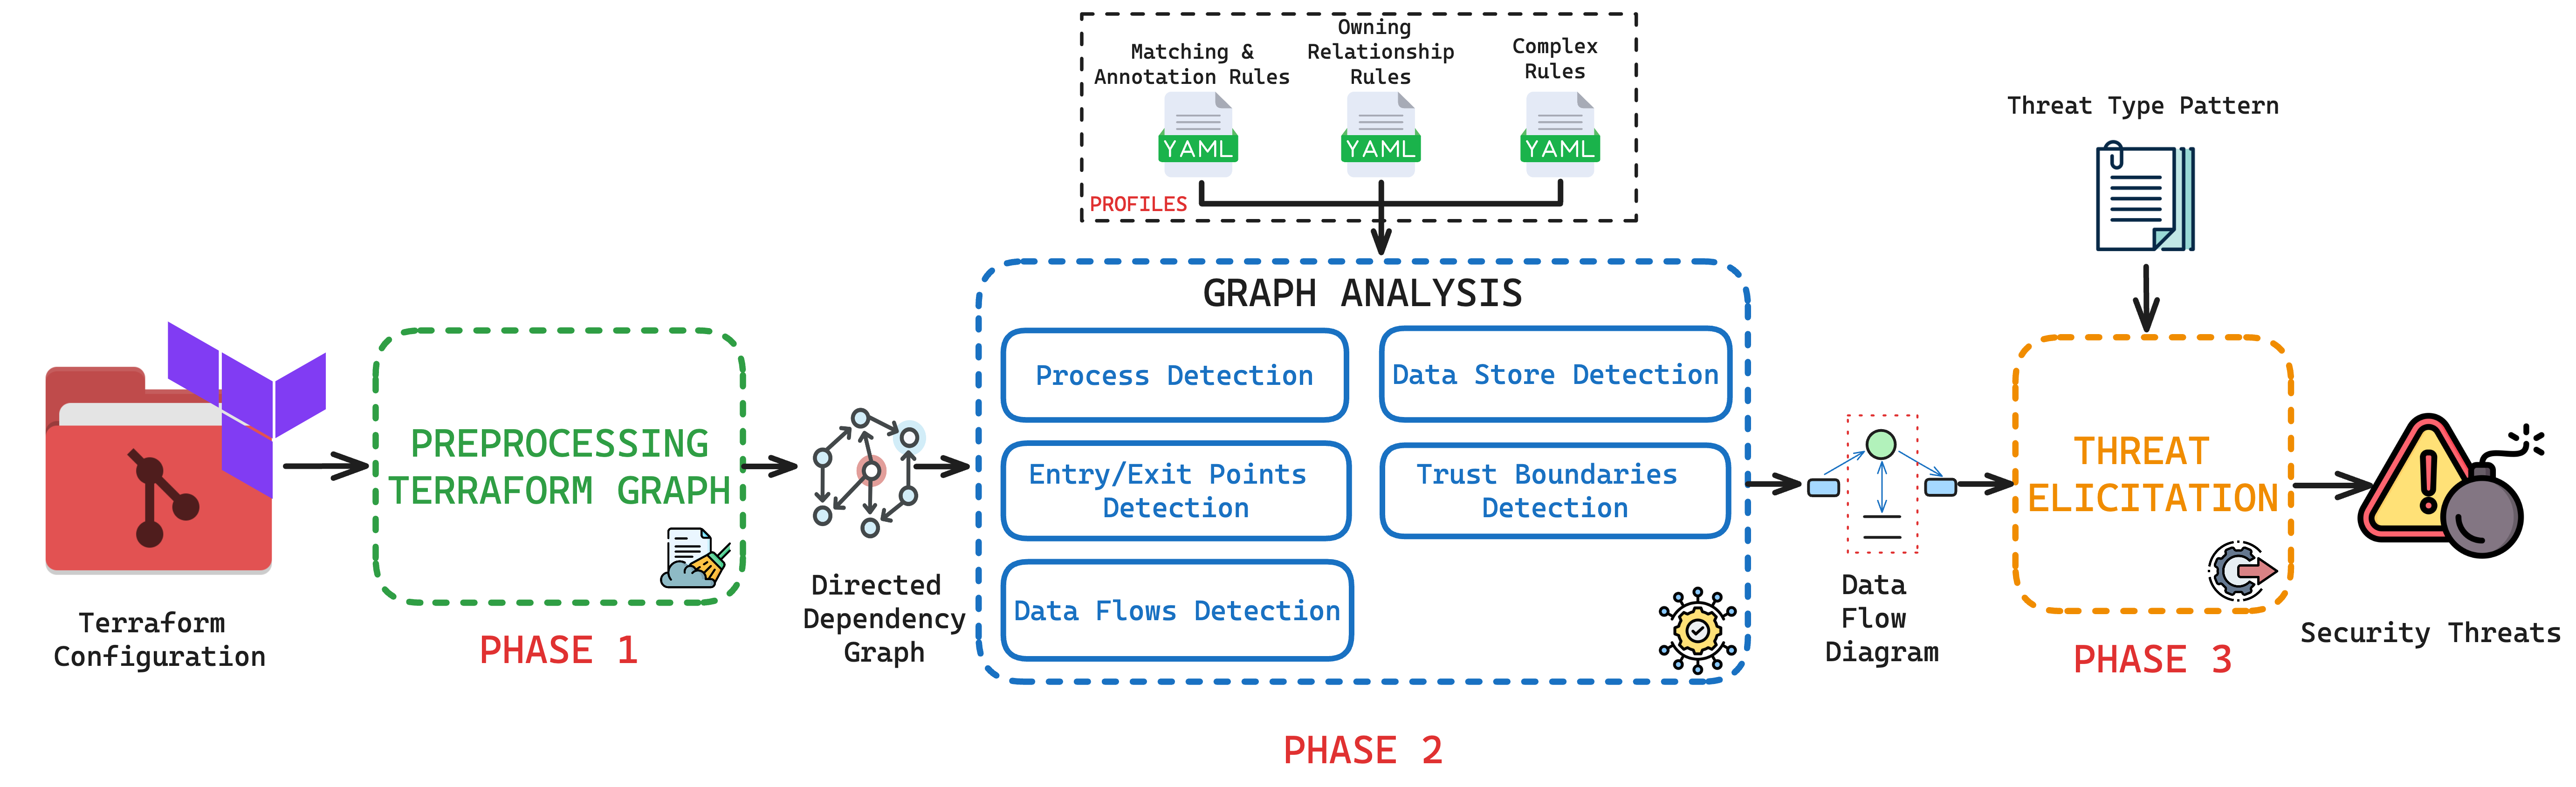 Matching &
Annotation Rules
Owning
Relationship
Rules
Complex
Rules
YAML
YAML
YAML
PROFILES
Threat Type Pattern
Terraform
Configuration
PREPROCESSING
TERRAFORM GRAPH
PHASE 1
Directed
Dependency
Graph
GRAPH ANALYSIS
Process Detection
Data Store Detection
Entry/Exit Points
Detection
Trust Boundaries
Detection
Data Flows Detection
PHASE 2
Data
Flow
Diagram
THREAT
ELICITATION
PHASE 3
Security Threats